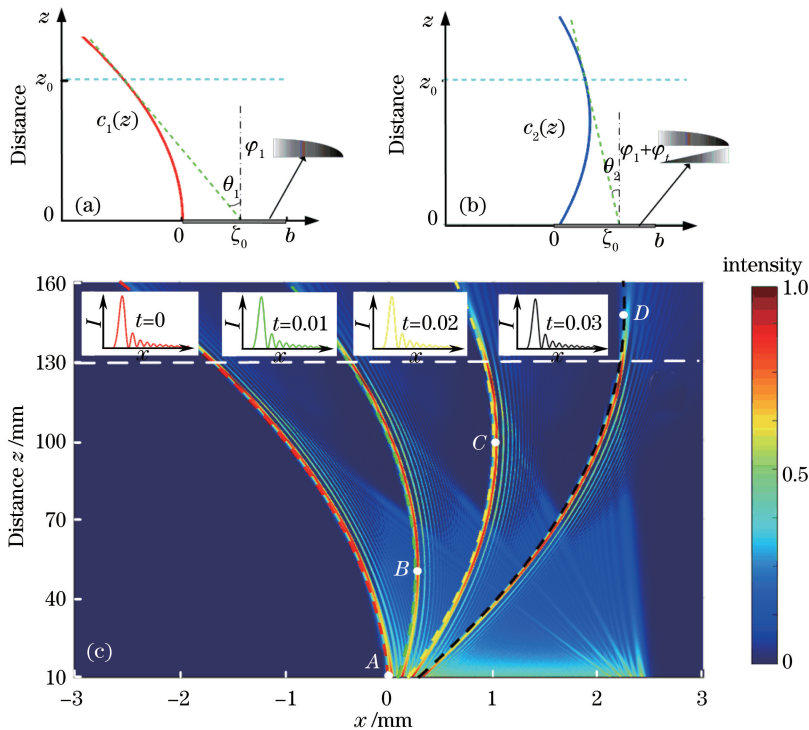 z
z₀
Distance
c₁(z)
φ₁
θ₁
(a)
0
0
ζ₀
b
z
z₀
Distance
c₂(z)
φ₁+φₜ
θ₂
(b)
0
0
ζ₀
b
intensity
1.0
0.5
0
160
130
100
70
40
10
Distance z /mm
I
t=0
x
I
t=0.01
x
I
t=0.02
x
I
t=0.03
x
D
C
B
A
(c)
−3
−2
−1
0
1
2
3
x /mm